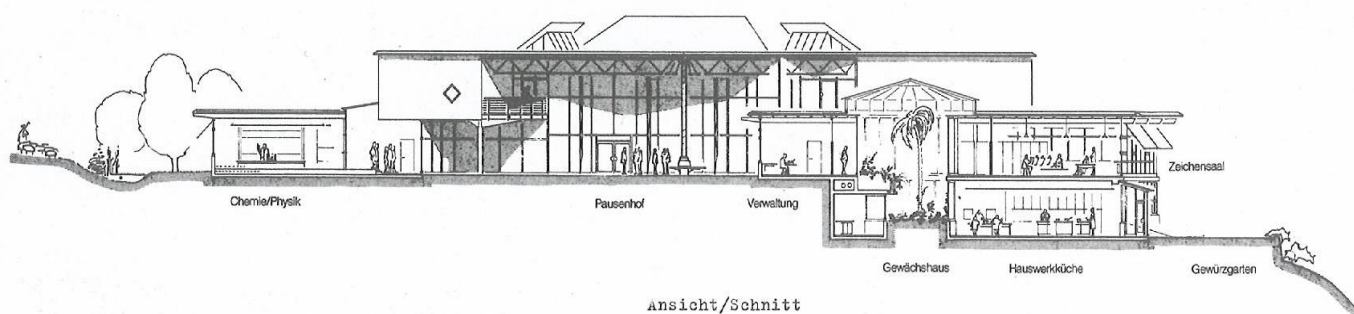 Zeichensaal
Chemie/Physik
Pausenhof
Verwaltung
Gewächshaus
Hauswerkküche
Gewürzgarten
Ansicht/Schnitt